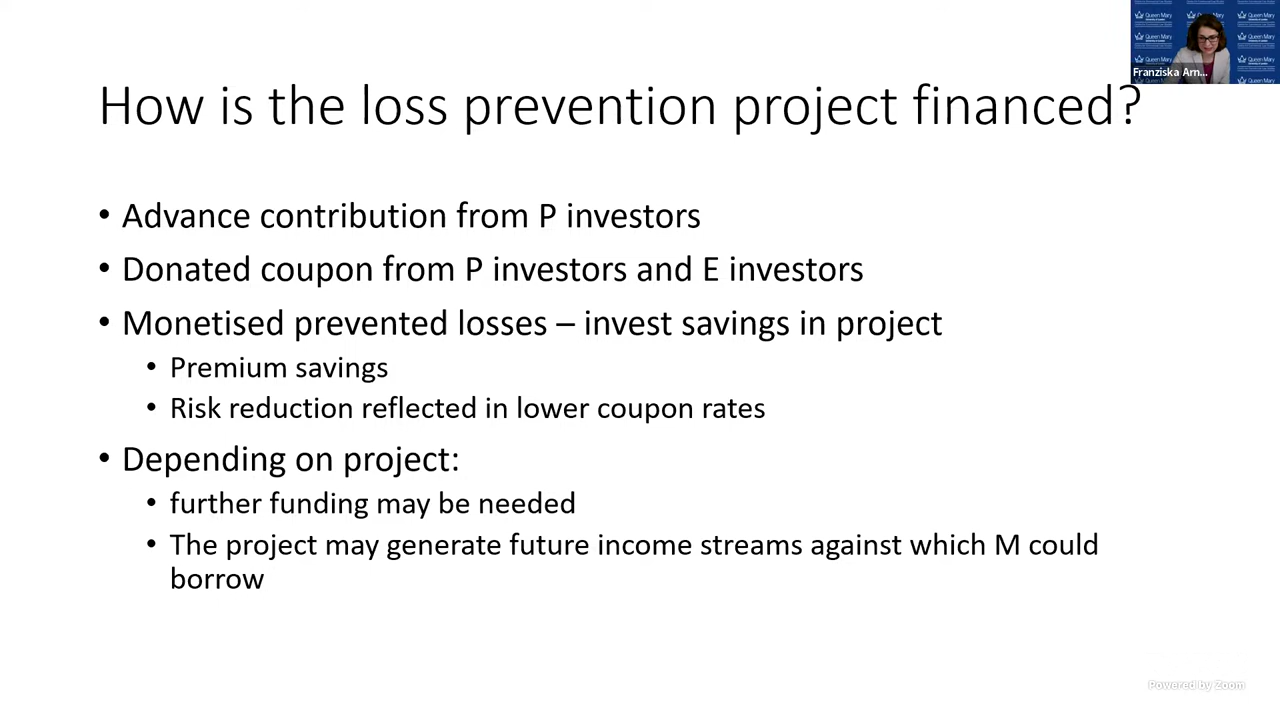 Queen Mary
Franziska Arn...
How is the loss prevention project financed?
• Advance contribution from P investors
• Donated coupon from P investors and E investors
• Monetised prevented losses – invest savings in project
• Premium savings
• Risk reduction reflected in lower coupon rates
• Depending on project:
• further funding may be needed
• The project may generate future income streams against which M could
borrow
Powered by Zoom